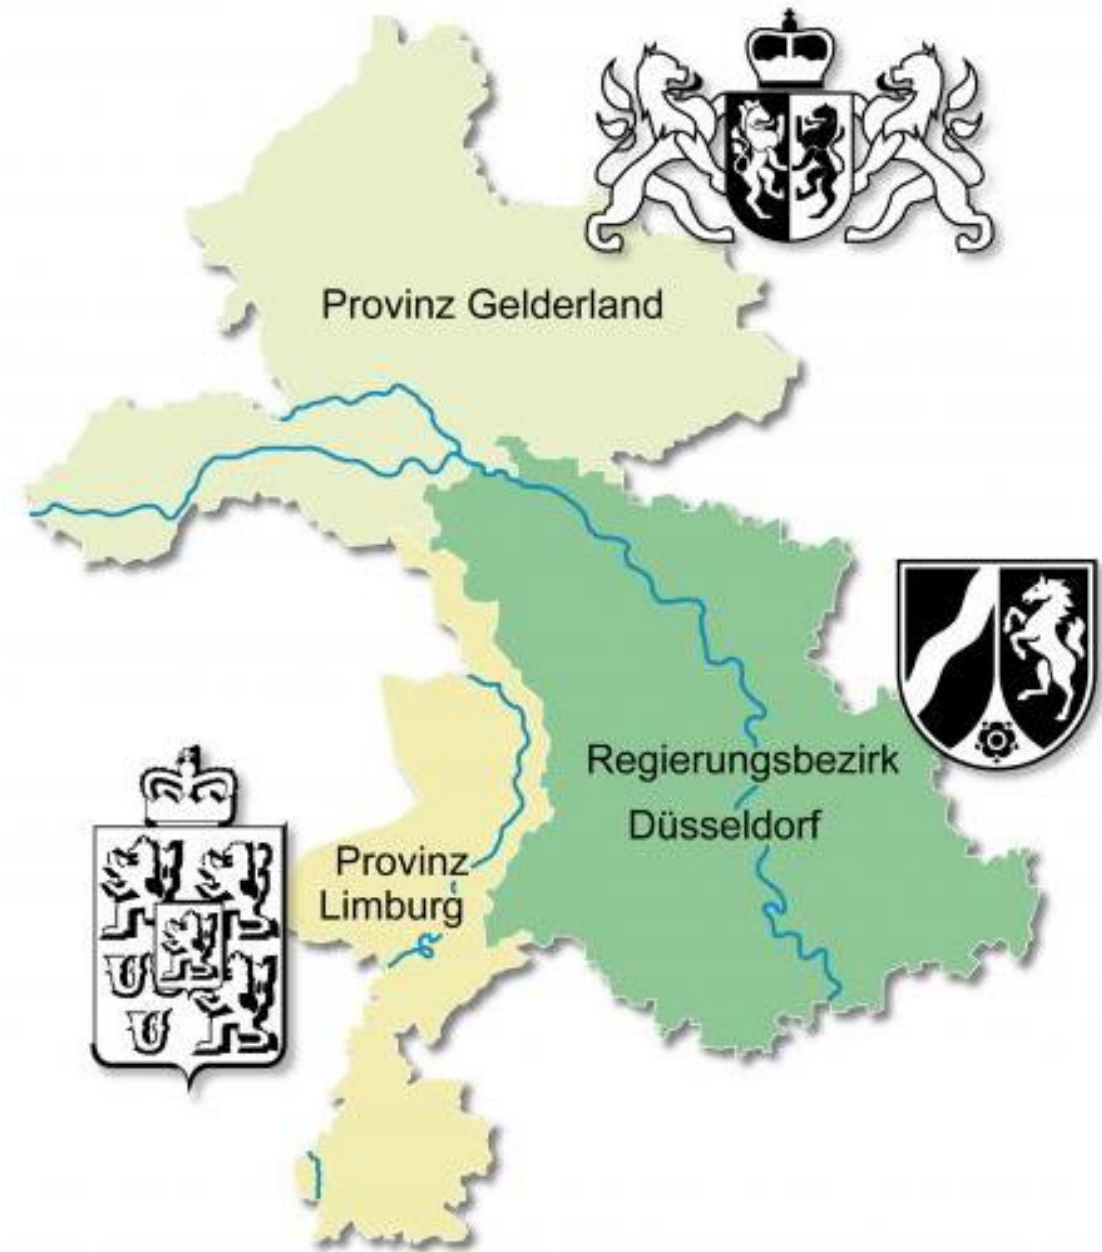 Provinz Gelderland
Regierungsbezirk
Düsseldorf
Provinz
Limburg